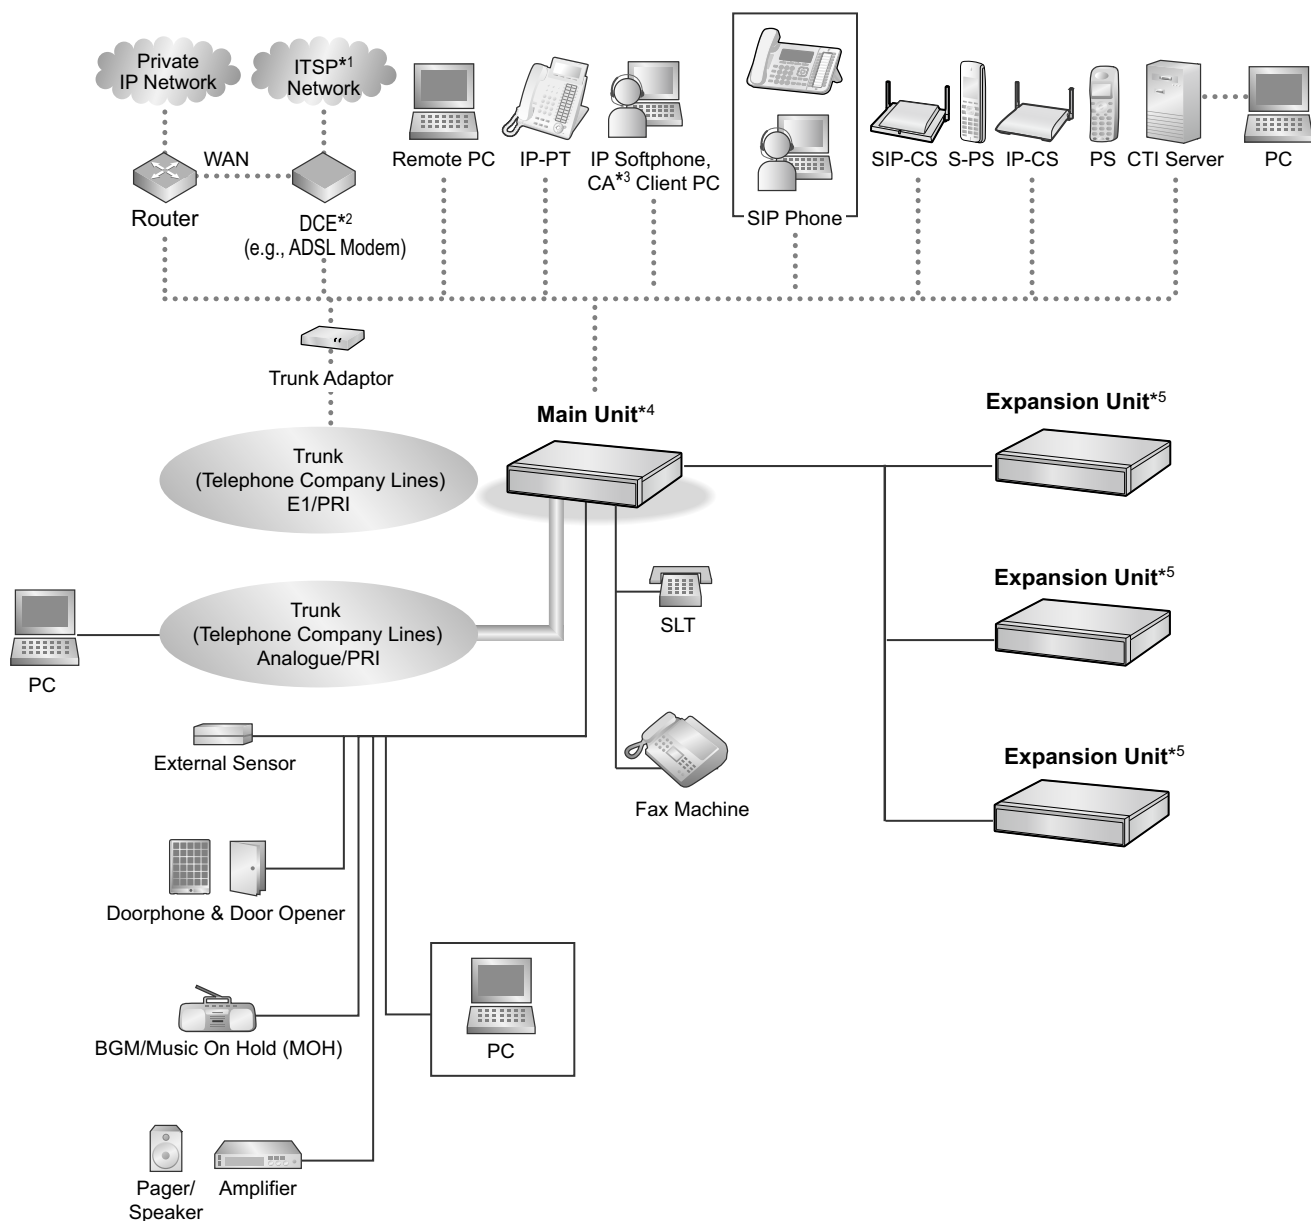 Private
IP Network
ITSP*1
Network
WAN
Router
DCE*2
(e.g., ADSL Modem)
Remote PC
IP-PT
IP Softphone,
CA*3 Client PC
SIP Phone
SIP-CS
S-PS
IP-CS
PS
CTI Server
PC
Trunk Adaptor
Trunk
(Telephone Company Lines)
E1/PRI
Main Unit*4
Expansion Unit*5
Trunk
(Telephone Company Lines)
Analogue/PRI
PC
SLT
Expansion Unit*5
External Sensor
Fax Machine
Expansion Unit*5
Doorphone & Door Opener
BGM/Music On Hold (MOH)
PC
Pager/
Speaker
Amplifier